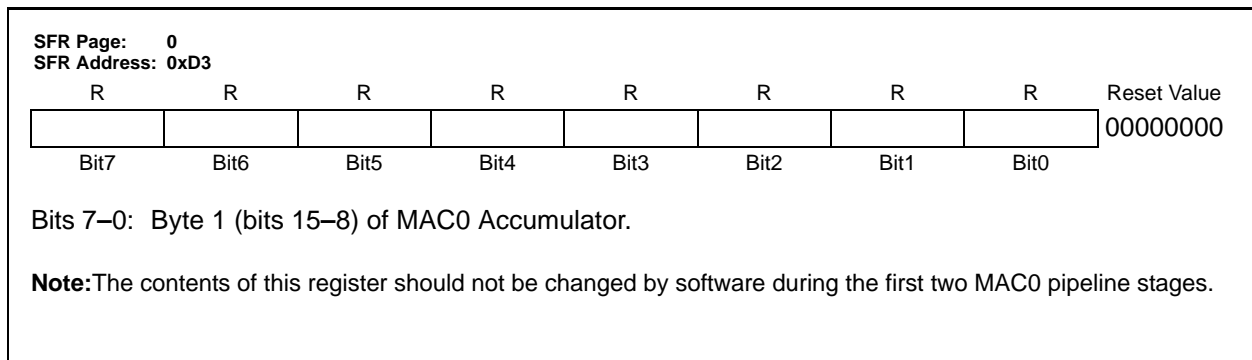 SFR Page: 0
SFR Address: 0xD3
R R R R R R R R Reset Value
00000000
Bit7 Bit6 Bit5 Bit4 Bit3 Bit2 Bit1 Bit0
Bits 7–0: Byte 1 (bits 15–8) of MAC0 Accumulator.
Note:The contents of this register should not be changed by software during the first two MAC0 pipeline stages.